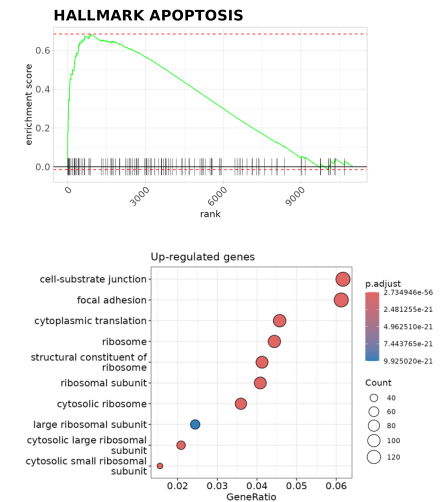 HALLMARK APOPTOSIS
enrichment score
0.6
0.4
0.2
0.0
0
3000
6000
9000
rank
Up-regulated genes
cell-substrate junction
focal adhesion
cytoplasmic translation
ribosome
structural constituent of
ribosome
ribosomal subunit
cytosolic ribosome
large ribosomal subunit
cytosolic large ribosomal
subunit
cytosolic small ribosomal
subunit
0.02
0.03
0.04
0.05
0.06
GeneRatio
p.adjust
2.734946e-56
2.481255e-21
4.962510e-21
7.443765e-21
9.925020e-21
Count
40
60
80
100
120